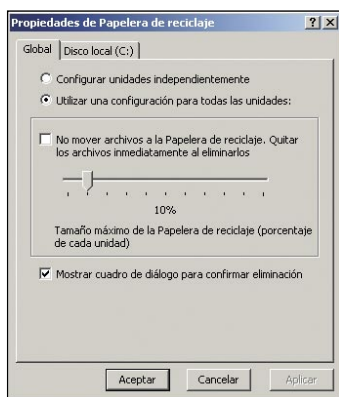 Propiedades de Papelera de reciclaje
Global
Disco local (C:)
Configurar unidades independientemente
Utilizar una configuración para todas las unidades:
No mover archivos a la Papelera de reciclaje. Quitar
los archivos inmediatamente al eliminarlos
10%
Tamaño máximo de la Papelera de reciclaje (porcentaje
de cada unidad)
Mostrar cuadro de diálogo para confirmar eliminación
Aceptar
Cancelar
Aplicar